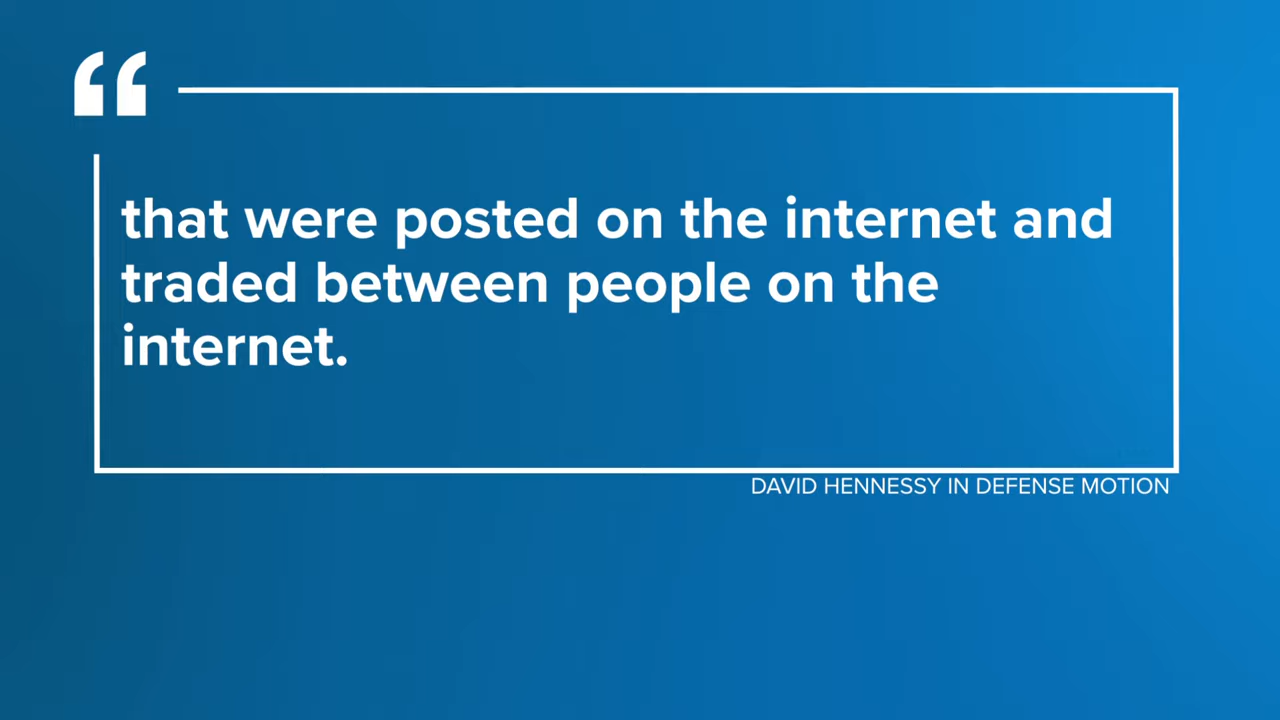 “
that were posted on the internet and
traded between people on the
internet.
DAVID HENNESSY IN DEFENSE MOTION